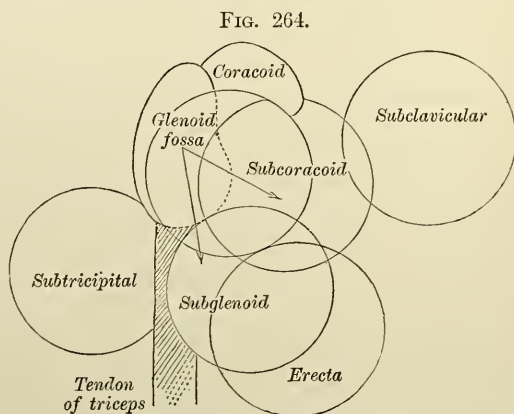 FIG. 264.
Coracoid
Glenoid
fossa
Subclavicular
Subcoracoid
Subtricipital
Subglenoid
Erecta
Tendon
of triceps